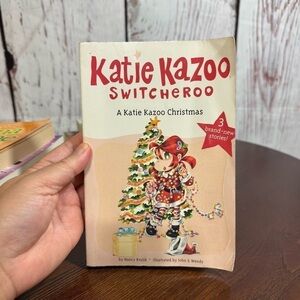 Katie Kazoo
SWITCHEROO
A Katie Kazoo Christmas
3
brand-new
stories!
by Nancy Krulik * illustrated by John & Wendy